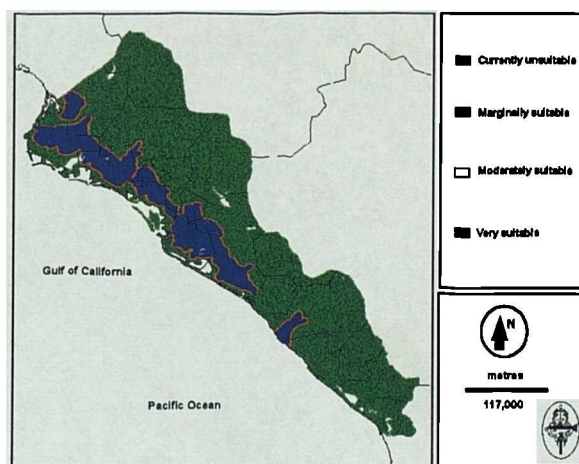 Currently unsuitable
Marginally suitable
Moderately suitable
Very suitable
Gulf of California
Pacific Ocean
N
metres
117,000